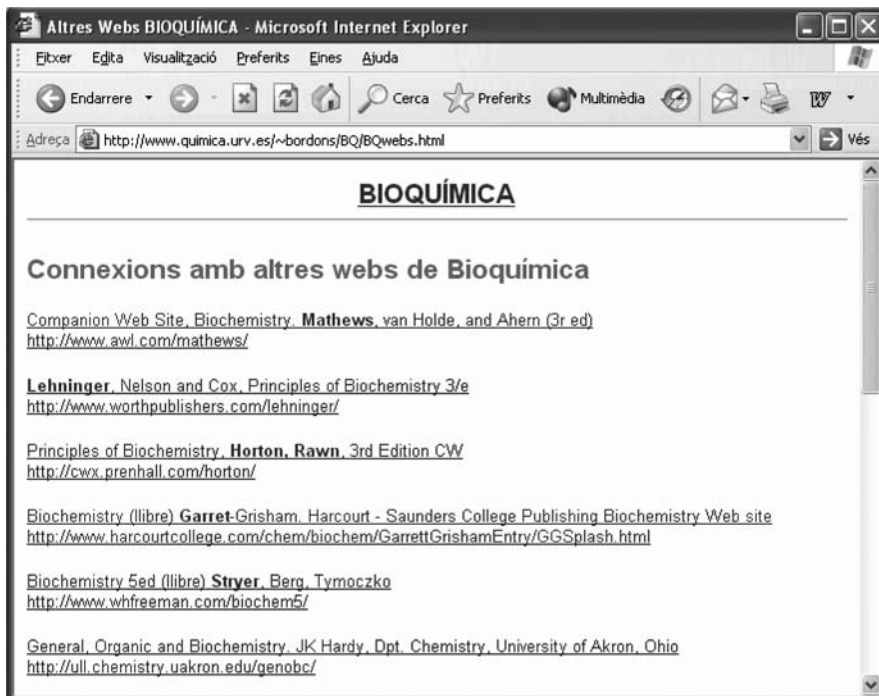 Altres Webs BIOQUÍMICA - Microsoft Internet Explorer
Fitxer Edita Visualització Preferits Eines Ajuda
Endarrere Cerca Preferits Multimèdia
Adreça http://www.quimica.urv.es/~bordons/BQ/BQwebs.html Vés
BIOQUÍMICA
Connexions amb altres webs de Bioquímica
Companion Web Site, Biochemistry. Mathews, van Holde, and Ahern (3r ed)
http://www.awl.com/mathews/
Lehninger, Nelson and Cox, Principles of Biochemistry 3/e
http://www.worthpublishers.com/lehninger/
Principles of Biochemistry, Horton, Rawn, 3rd Edition CW
http://cwx.prenhall.com/horton/
Biochemistry (llibre) Garret-Grisham. Harcourt - Saunders College Publishing Biochemistry Web site
http://www.harcourtcollege.com/chem/biochem/GarrettGrishamEntry/GGSplash.html
Biochemistry 5ed (llibre) Stryer, Berg, Tymoczko
http://www.whfreeman.com/biochem5/
General, Organic and Biochemistry. JK Hardy, Dpt. Chemistry, University of Akron, Ohio
http://ull.chemistry.uakron.edu/genobc/